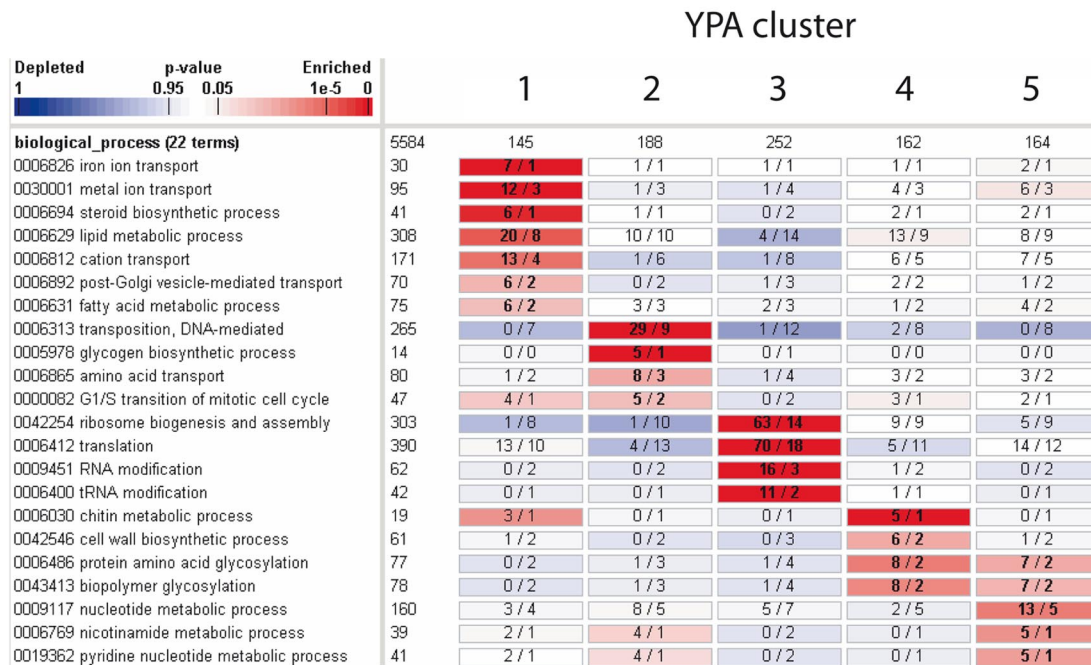 YPA cluster
Depleted p-value Enriched
1 0.95 0.05 1e-5 0
1 2 3 4 5
biological_process (22 terms) 5584 145 188 252 162 164
0006826 iron ion transport 30 7 / 1 1 / 1 1 / 1 1 / 1 2 / 1
0030001 metal ion transport 95 12 / 3 1 / 3 1 / 4 4 / 3 6 / 3
0006694 steroid biosynthetic process 41 6 / 1 1 / 1 0 / 2 2 / 1 2 / 1
0006629 lipid metabolic process 308 20 / 8 10 / 10 4 / 14 13 / 9 8 / 9
0006812 cation transport 171 13 / 4 1 / 6 1 / 8 6 / 5 7 / 5
0006892 post-Golgi vesicle-mediated transport 70 6 / 2 0 / 2 1 / 3 2 / 2 1 / 2
0006631 fatty acid metabolic process 75 6 / 2 3 / 3 2 / 3 1 / 2 4 / 2
0006313 transposition, DNA-mediated 265 0 / 7 29 / 9 1 / 12 2 / 8 0 / 8
0005978 glycogen biosynthetic process 14 0 / 0 5 / 1 0 / 1 0 / 0 0 / 0
0006865 amino acid transport 80 1 / 2 8 / 3 1 / 4 3 / 2 3 / 2
0000082 G1/S transition of mitotic cell cycle 47 4 / 1 5 / 2 0 / 2 3 / 1 2 / 1
0042254 ribosome biogenesis and assembly 303 1 / 8 1 / 10 63 / 14 9 / 9 5 / 9
0006412 translation 390 13 / 10 4 / 13 70 / 18 5 / 11 14 / 12
0009451 RNA modification 62 0 / 2 0 / 2 16 / 3 1 / 2 0 / 2
0006400 tRNA modification 42 0 / 1 0 / 1 11 / 2 1 / 1 0 / 1
0006030 chitin metabolic process 19 3 / 1 0 / 1 0 / 1 5 / 1 0 / 1
0042546 cell wall biosynthetic process 61 1 / 2 0 / 2 0 / 3 6 / 2 1 / 2
0006486 protein amino acid glycosylation 77 0 / 2 1 / 3 1 / 4 8 / 2 7 / 2
0043413 biopolymer glycosylation 78 0 / 2 1 / 3 1 / 4 8 / 2 7 / 2
0009117 nucleotide metabolic process 160 3 / 4 8 / 5 5 / 7 2 / 5 13 / 5
0006769 nicotinamide metabolic process 39 2 / 1 4 / 1 0 / 2 0 / 1 5 / 1
0019362 pyridine nucleotide metabolic process 41 2 / 1 4 / 1 0 / 2 0 / 1 5 / 1